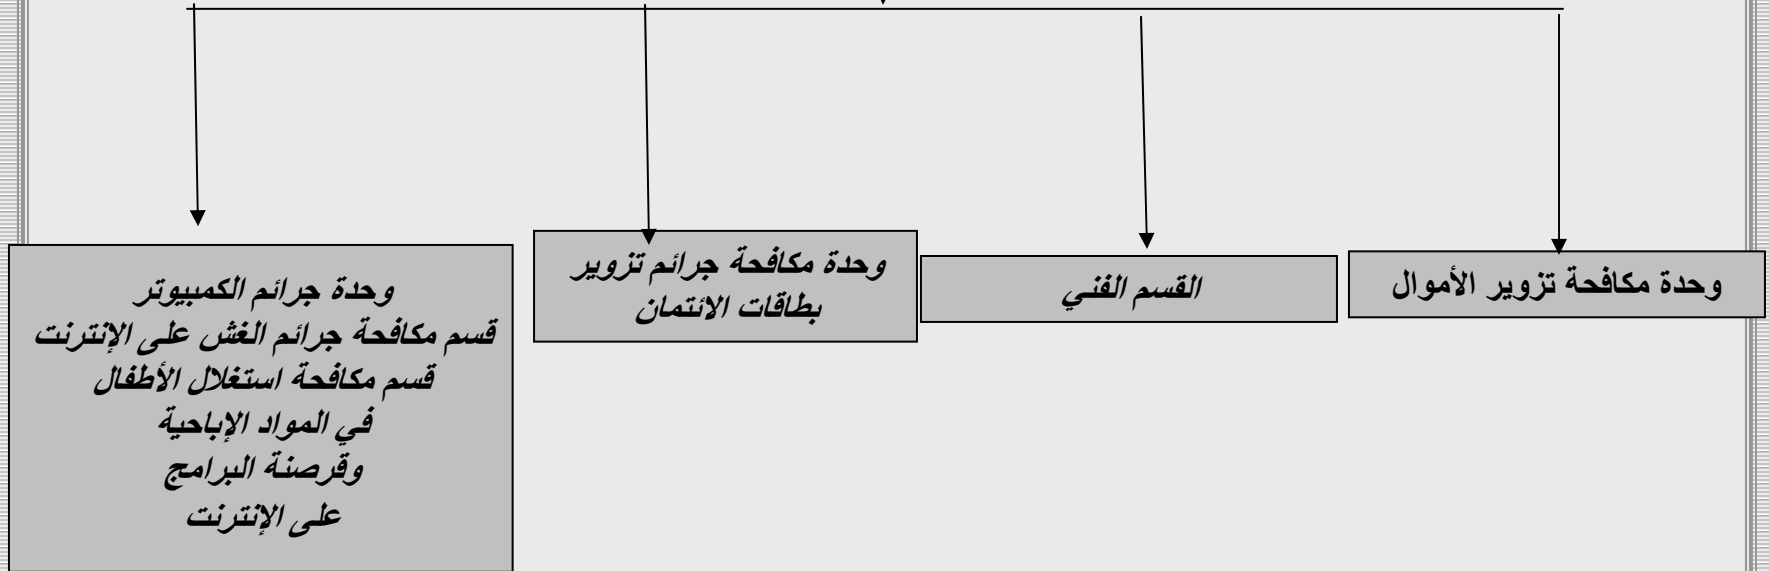 وحدة مكافحة تزوير الأموال
القسم الفني
وحدة مكافحة جرائم تزوير
بطاقات الائتمان
وحدة جرائم الكمبيوتر
قسم مكافحة جرائم الغش على الإنترنت
قسم مكافحة استغلال الأطفال
في المواد الإباحية
وقرصنة البرامج
على الإنترنت